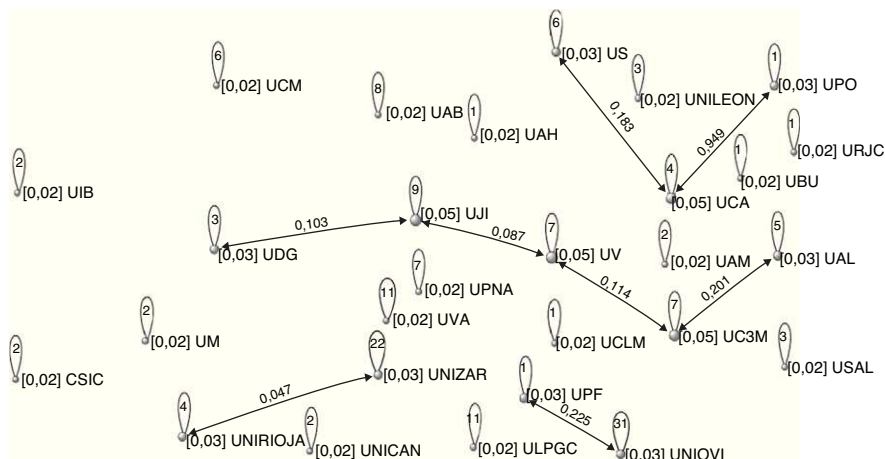 6
[0,03] US
6
[0,02] UCM
3
[0,02] UNILEON
1
[0,03] UPO
8
[0,02] UAB
1
[0,02] UAH
0,183
0,949
1
[0,02] URJC
2
[0,02] UIB
4
[0,05] UCA
1
[0,02] UBU
9
[0,05] UJI
3
[0,03] UDG
0,103
0,087
7
[0,05] UV
2
[0,02] UAM
5
[0,03] UAL
7
[0,02] UPNA
0,114
0,201
11
[0,02] UVA
2
[0,02] UM
1
[0,02] UCLM
7
[0,05] UC3M
2
[0,02] CSIC
22
[0,03] UNIZAR
3
[0,02] USAL
0,047
1
[0,03] UPF
0,225
4
[0,03] UNIRIOJA
2
[0,02] UNICAN
11
[0,02] ULPGC
31
[0,03] UNIOVI